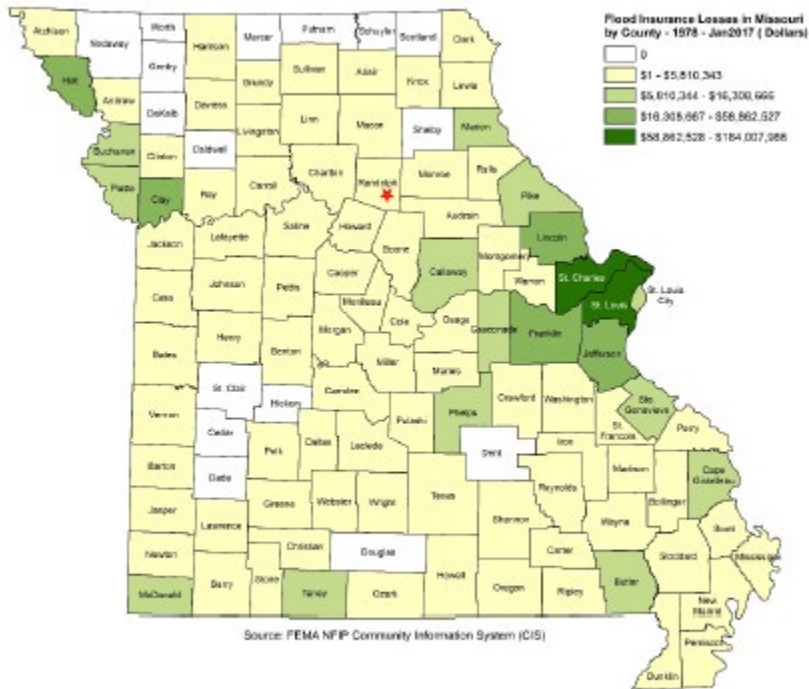 Flood Insurance Losses in Missouri
by County - 1978 - Jan2017 ( Dollars)
0
$1 - $5,810,343
$5,810,344 - $16,308,666
$16,308,667 - $58,862,527
$58,862,528 - $184,007,986
Atchison
Nodaway
Worth
Gentry
Harrison
Mercer
Putnam
Schuyler
Scotland
Clark
Holt
Andrew
DeKalb
Daviess
Grundy
Sullivan
Adair
Knox
Lewis
Buchanan
Clinton
Caldwell
Livingston
Linn
Macon
Shelby
Marion
Platte
Clay
Ray
Carroll
Chariton
Randolph
Monroe
Ralls
Pike
Jackson
Lafayette
Saline
Howard
Boone
Audrain
Callaway
Montgomery
Lincoln
Warren
St. Charles
St. Louis
St. Louis
City
Cass
Johnson
Pettis
Cooper
Moniteau
Cole
Osage
Gasconade
Franklin
Jefferson
Bates
Henry
Benton
Morgan
Miller
Maries
St. Clair
Hickory
Camden
Pulaski
Phelps
Crawford
Washington
Ste.
Genevieve
St.
Francois
Perry
Vernon
Cedar
Polk
Dallas
Laclede
Dent
Iron
Madison
Cape
Girardeau
Barton
Dade
Greene
Webster
Wright
Texas
Reynolds
Bollinger
Jasper
Lawrence
Christian
Douglas
Shannon
Wayne
Scott
Newton
Barry
Stone
Taney
Ozark
Howell
Oregon
Carter
Ripley
Butler
Stoddard
Mississippi
McDonald
New
Madrid
Pemiscot
Dunklin
Source: FEMA NFIP Community Information System (CIS)